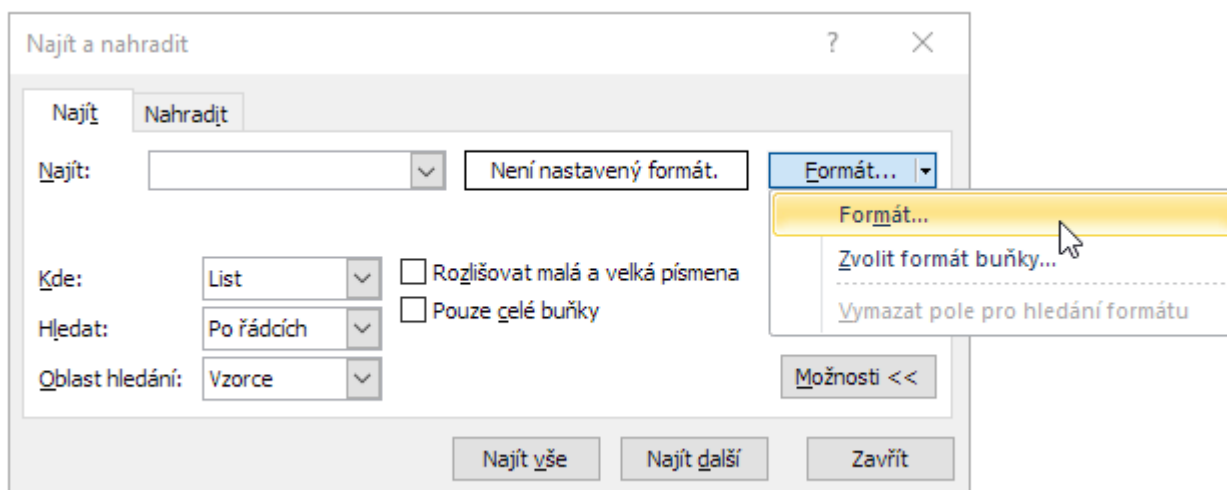 Najít a nahradit ?
Najít Nahradit
Najít: Není nastavený formát. Formát...
Formát...
Zvolit formát buňky...
Vymazat pole pro hledání formátu
Kde: List Rozlišovat malá a velká písmena
Hledat: Po řádcích Pouze celé buňky
Oblast hledání: Vzorce Možnosti <<
Najít vše Najít další Zavřít